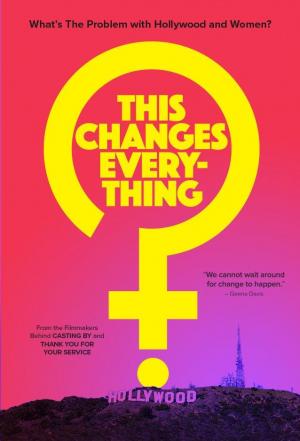 What's The Problem with Hollywood and Women?
THIS
CHANGES
EVERY-
THING
"We cannot wait around
for change to happen."
– Geena Davis
From the Filmmakers
Behind CASTING BY and
THANK YOU FOR
YOUR SERVICE
HOLLYWOOD